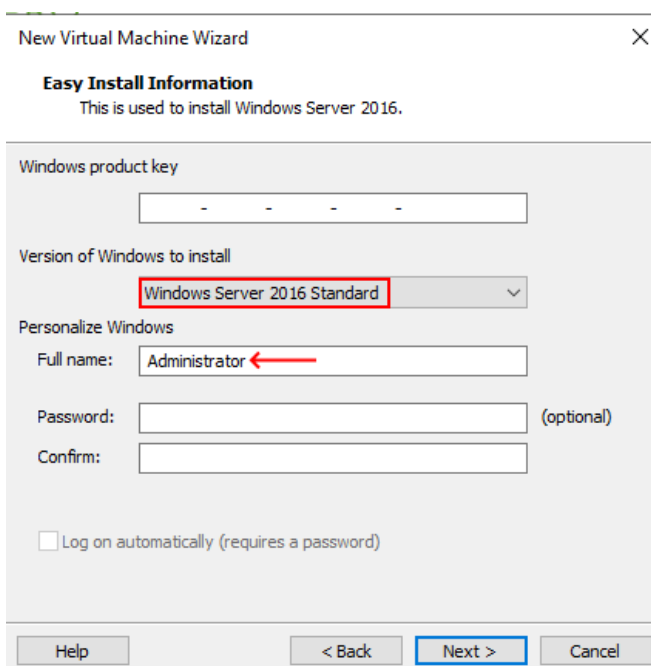 New Virtual Machine Wizard
Easy Install Information
This is used to install Windows Server 2016.
Windows product key
- - - -
Version of Windows to install
Windows Server 2016 Standard
Personalize Windows
Full name: Administrator
Password: (optional)
Confirm:
Log on automatically (requires a password)
Help < Back Next > Cancel